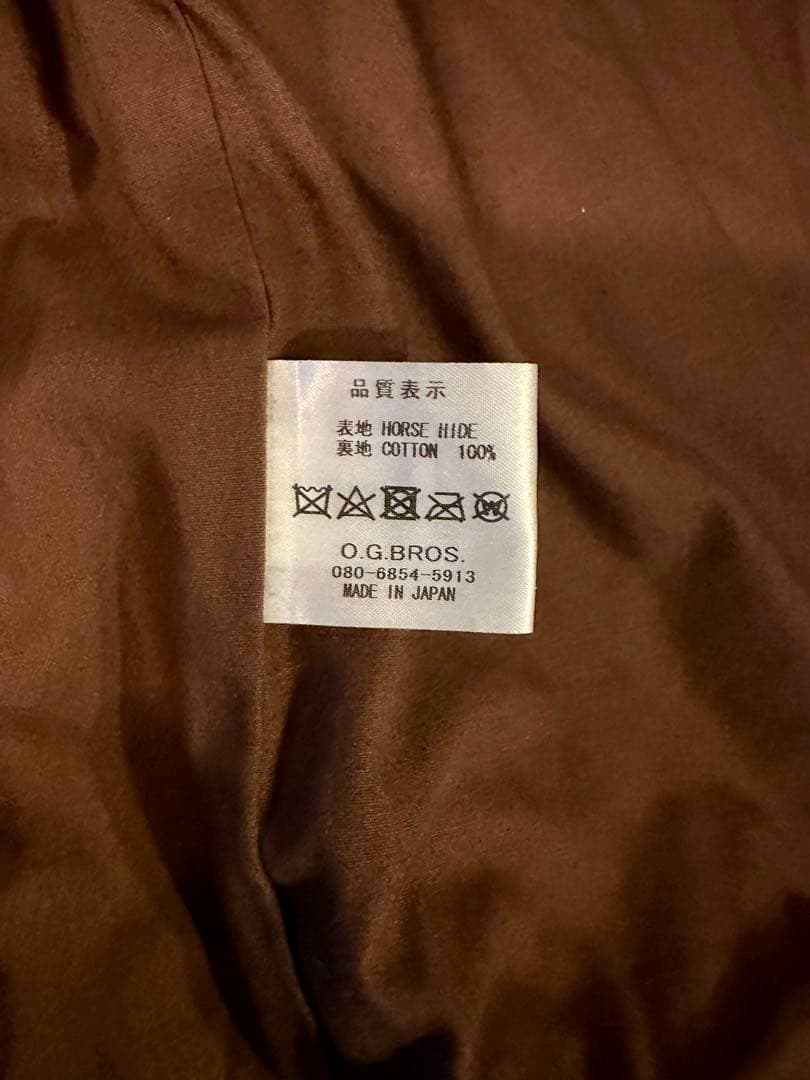 品質表示
表地 HORSE HIDE
裏地 COTTON 100%
W
O.G.BROS.
080-6854-5913
MADE IN JAPAN